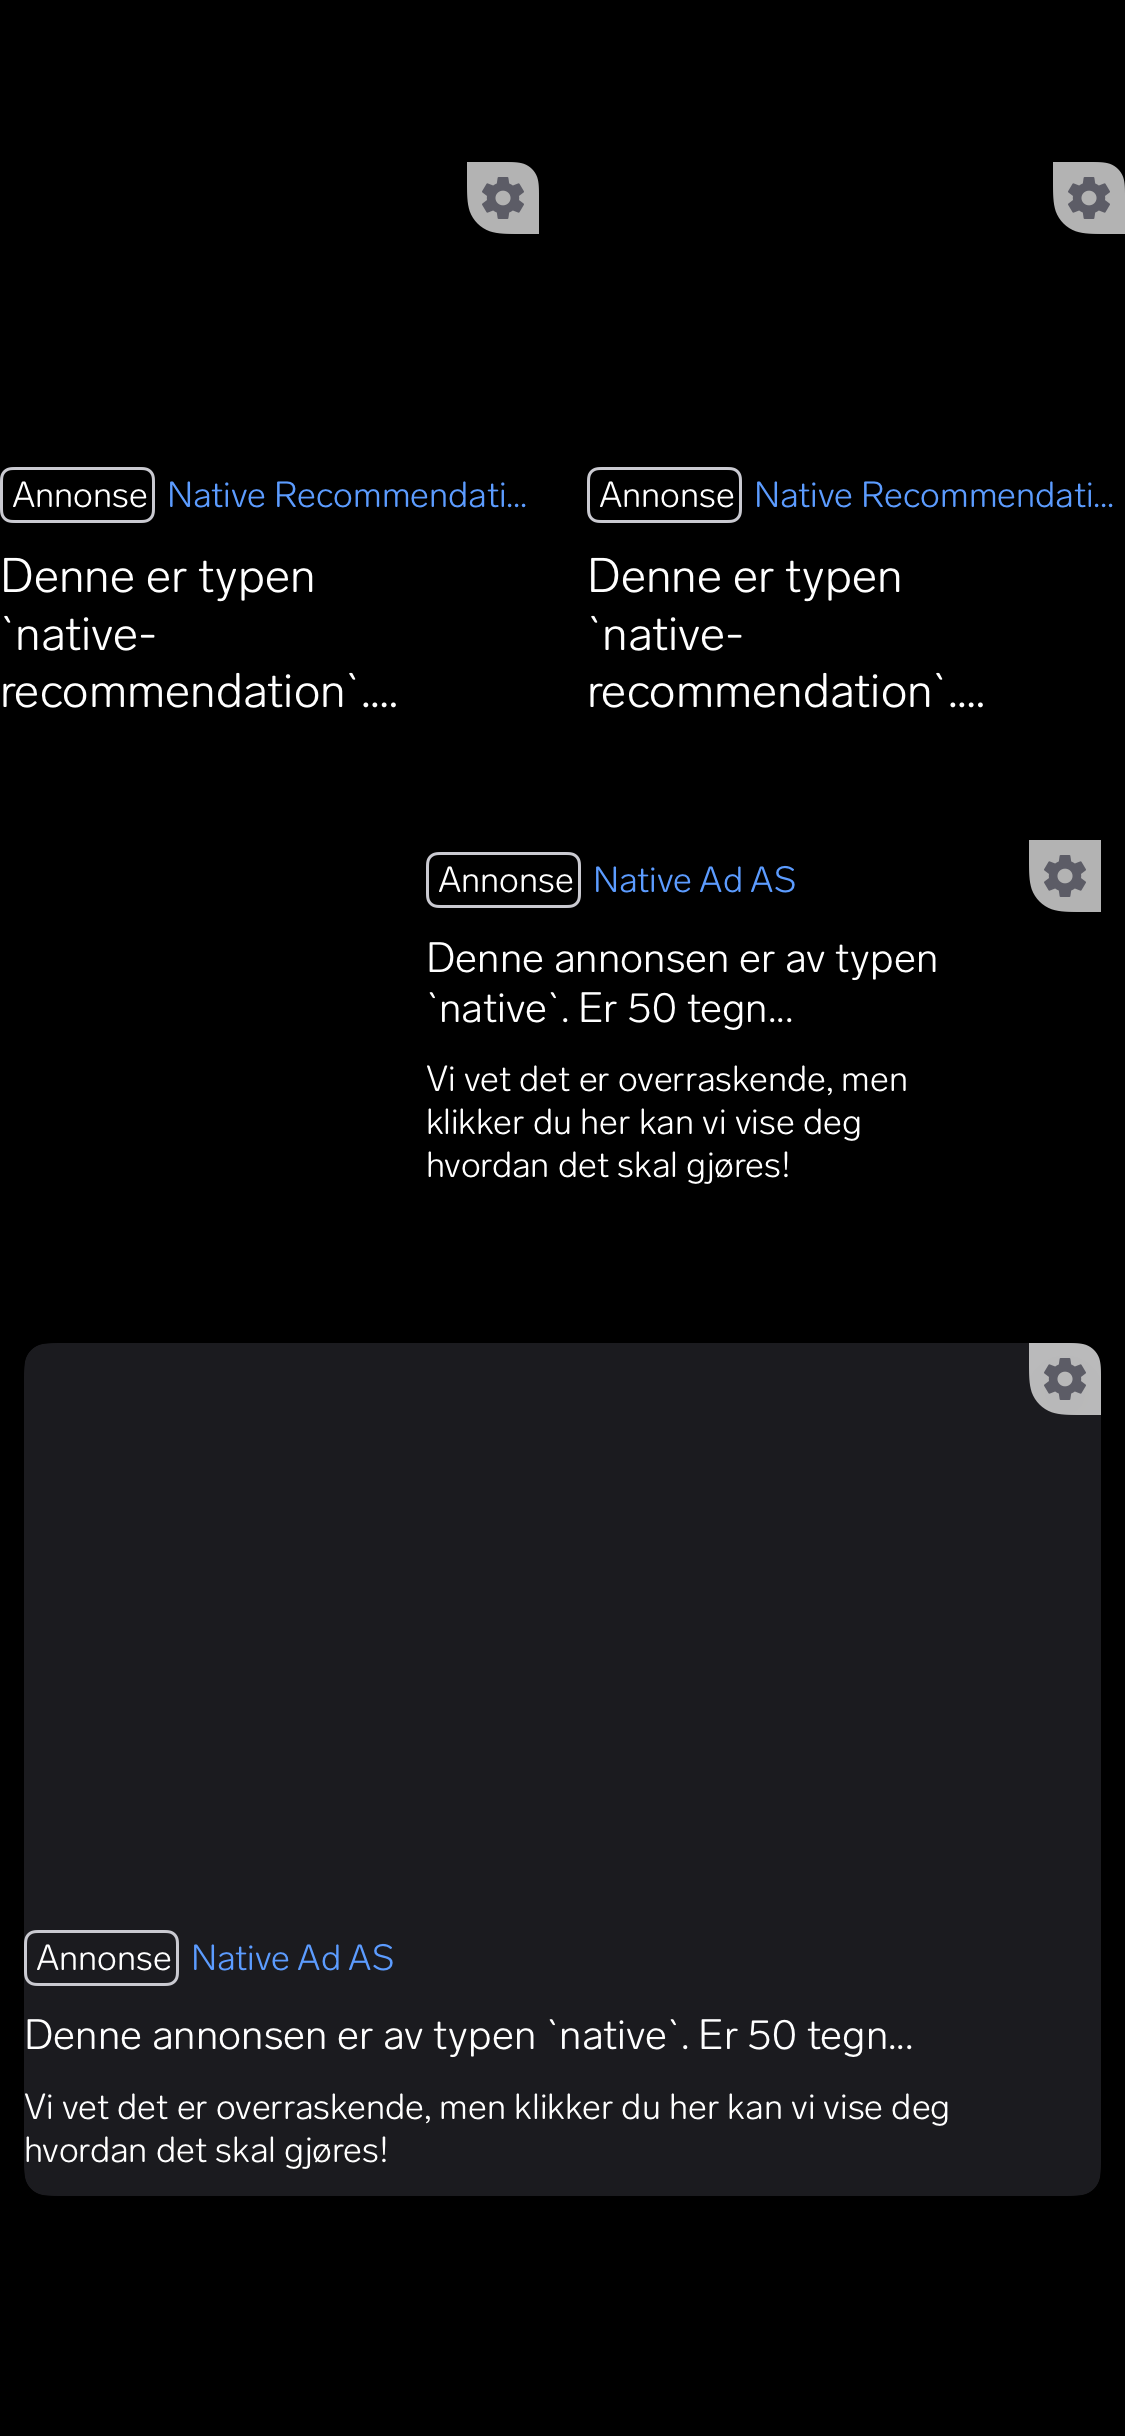 Annonse Native Recommendati...
Denne er typen
`native-
recommendation`....
Annonse Native Recommendati...
Denne er typen
`native-
recommendation`....
Annonse Native Ad AS
Denne annonsen er av typen
`native`. Er 50 tegn...
Vi vet det er overraskende, men
klikker du her kan vi vise deg
hvordan det skal gjøres!
Annonse Native Ad AS
Denne annonsen er av typen `native`. Er 50 tegn...
Vi vet det er overraskende, men klikker du her kan vi vise deg
hvordan det skal gjøres!